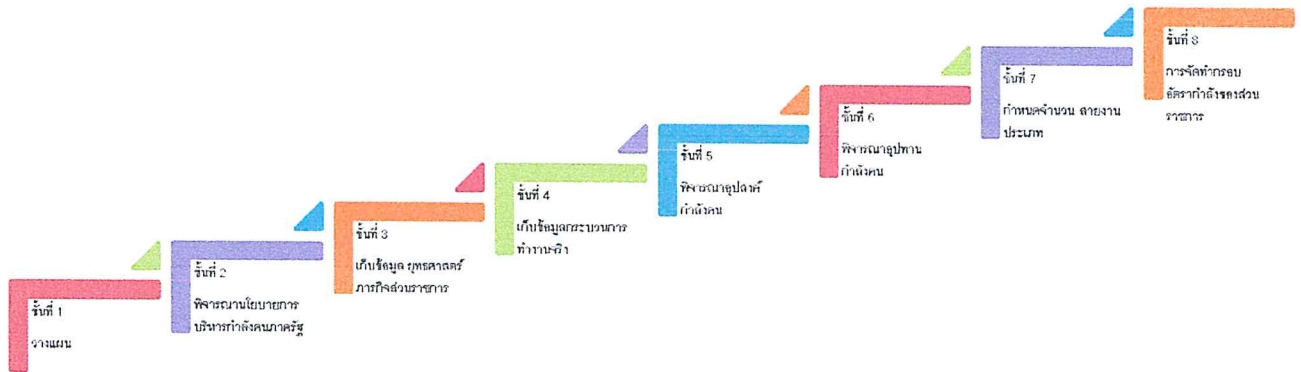 ขั้นที่ 1
วางแผน
ขั้นที่ 2
พิจารณานโยบายการ
บริหารกำลังคนภาครัฐ
ขั้นที่ 3
เก็บข้อมูล ยุทธศาสตร์
ภารกิจส่วนราชการ
ขั้นที่ 4
เก็บข้อมูลกระบวนการ
ทำงานจริง
ขั้นที่ 5
พิจารณาอุปสงค์
กำลังคน
ขั้นที่ 6
พิจารณาอุปทาน
กำลังคน
ขั้นที่ 7
กำหนดจำนวน สายงาน
ประเภท
ขั้นที่ 8
การจัดทำกรอบ
อัตรากำลังของส่วน
ราชการ